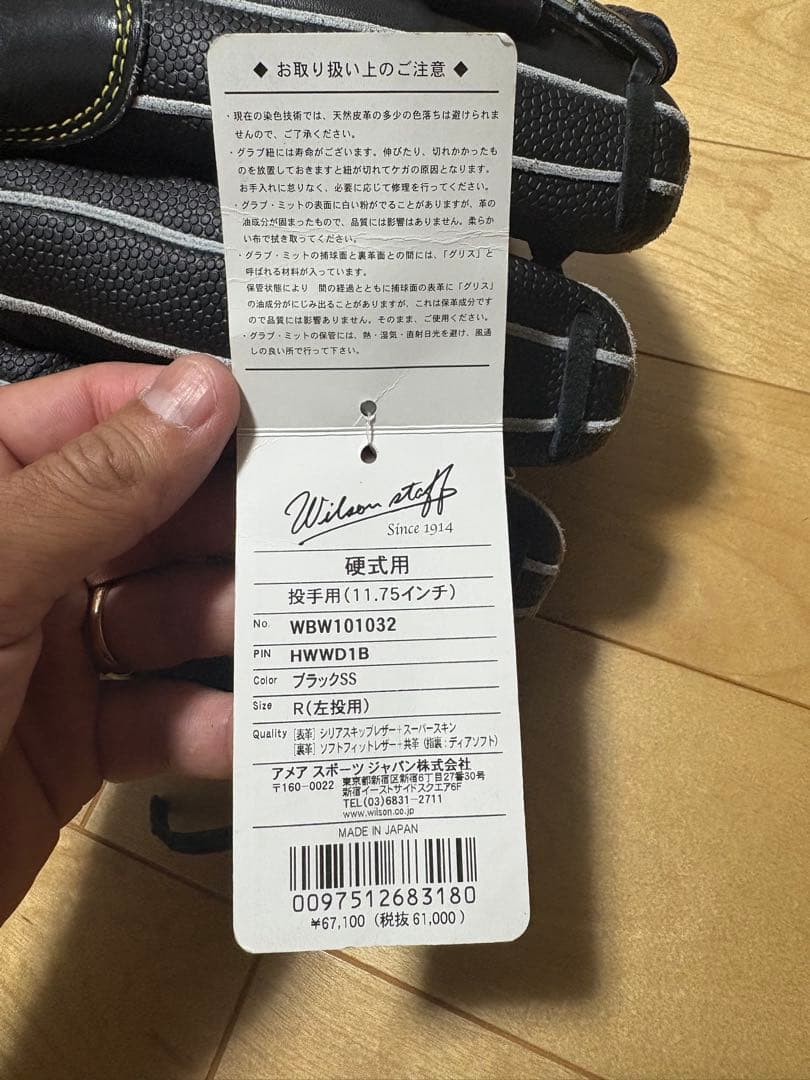 ◆ お取り扱い上のご注意 ◆
・現在の染色技術では、天然皮革の多少の色落ちは避けられま
せんので、ご了承ください。
・グラブ紐には寿命がございます。伸びたり、切れかかったも
のを放置しておきますと紐が切れてケガの原因となります。
お手入れに怠りなく、必要に応じて修理を行ってください。
・グラブ・ミットの表面に白い粉がでることがありますが、革の
油成分が固まったもので、品質には影響はありません。柔らか
い布で拭き取ってください。
・グラブ・ミットの捕球面と裏革面との間には、「グリス」と
呼ばれる材料が入っています。
保管状態により 間の経過とともに捕球面の表革に「グリス」
の油成分がにじみ出ることがありますが、これは保革成分です
ので品質には影響ありません。そのまま、ご使用ください。
・グラブ・ミットの保管には、熱・湿気・直射日光を避け、風通
しの良い所で行って下さい。
Wilson staff
Since 1914
硬式用
投手用(11.75インチ)
No. WBW101032
PIN HWWD1B
Color ブラックSS
Size R(左投用)
Quality [表革] シリアスキップレザー+スーパースキン
[裏革] ソフトフィットレザー+共革 (指裏:ディアソフト)
アメア スポーツ ジャパン株式会社
〒160-0022 東京都新宿区新宿6丁目27番30号
新宿イーストサイドスクエア6F
TEL(03)6831-2711
www.wilson.co.jp
MADE IN JAPAN
0097512683180
¥67,100 (税抜 61,000)